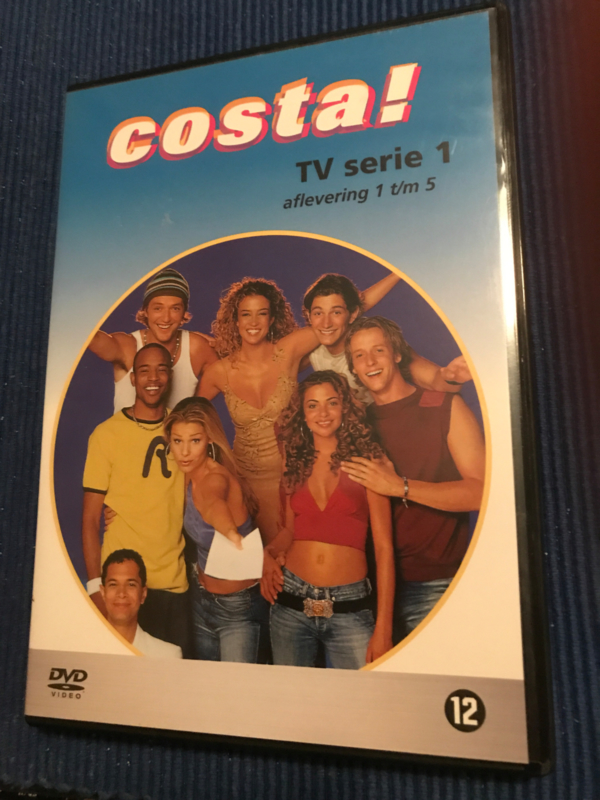 costa!
TV serie 1
aflevering 1 t/m 5
R
DVD
VIDEO
12